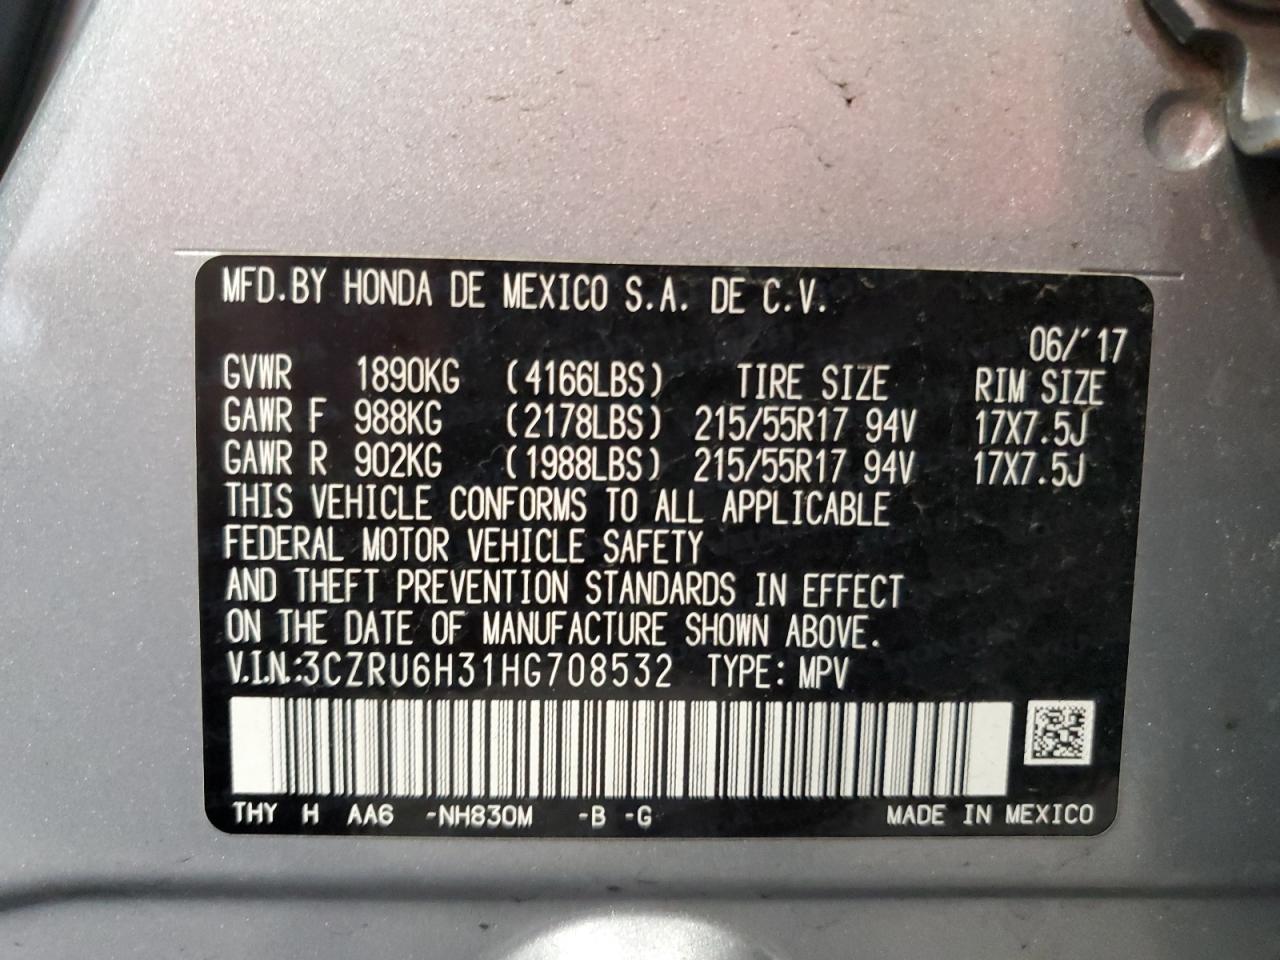 MFD.BY HONDA DE MEXICO S.A. DE C.V.
06/'17
GVWR 1890KG (4166LBS) TIRE SIZE RIM SIZE
GAWR F 988KG (2178LBS) 215/55R17 94V 17X7.5J
GAWR R 902KG (1988LBS) 215/55R17 94V 17X7.5J
THIS VEHICLE CONFORMS TO ALL APPLICABLE
FEDERAL MOTOR VEHICLE SAFETY
AND THEFT PREVENTION STANDARDS IN EFFECT
ON THE DATE OF MANUFACTURE SHOWN ABOVE.
V.I.N.:3CZRU6H31HG708532 TYPE: MPV
THY H AA6 -NH830M -B -G MADE IN MEXICO